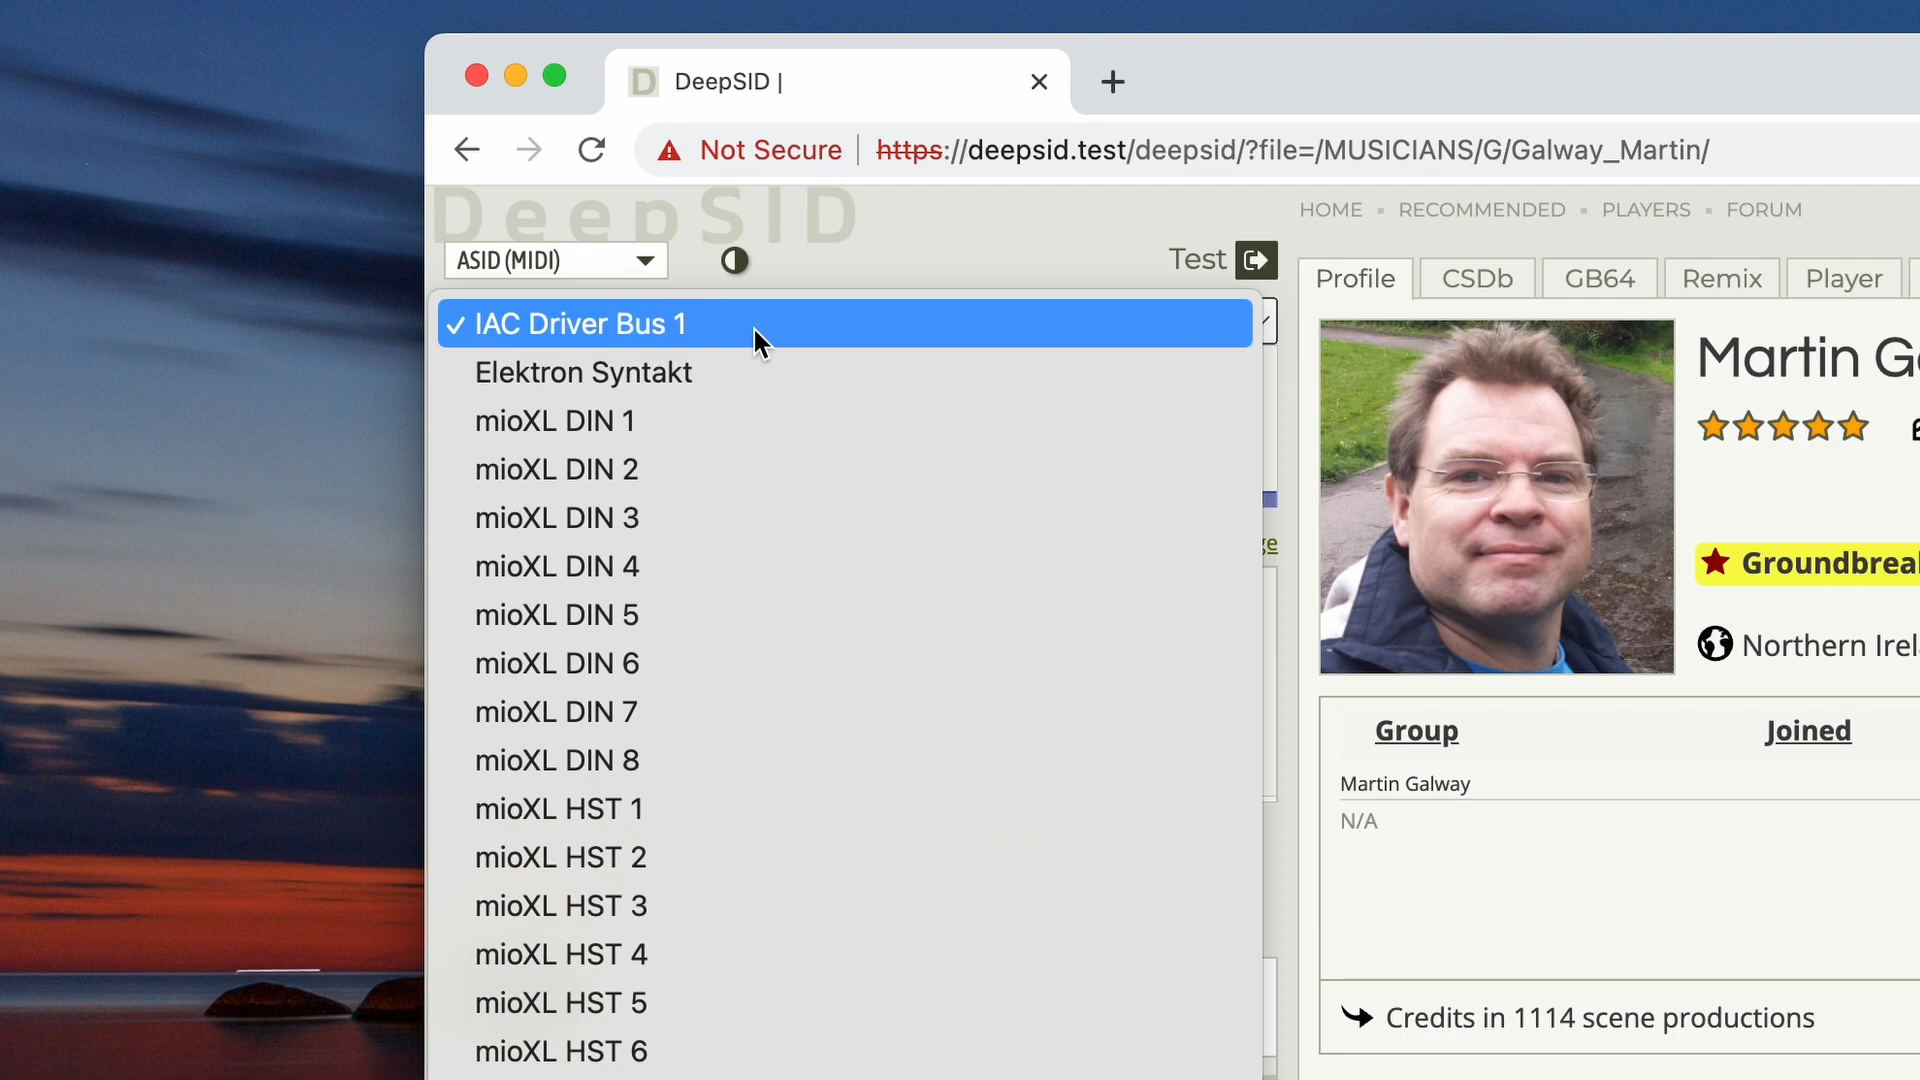 DeepSID |
Not Secure https://deepsid.test/deepsid/?file=/MUSICIANS/G/Galway_Martin/
DeepSID
HOME RECOMMENDED PLAYERS FORUM
ASID (MIDI)
Test
Profile CSDb GB64 Remix Player
✓ IAC Driver Bus 1
Elektron Syntakt
mioXL DIN 1
mioXL DIN 2
mioXL DIN 3
mioXL DIN 4
mioXL DIN 5
mioXL DIN 6
mioXL DIN 7
mioXL DIN 8
mioXL HST 1
mioXL HST 2
mioXL HST 3
mioXL HST 4
mioXL HST 5
mioXL HST 6
Martin G
Groundbrea
Northern Irel
Group Joined
Martin Galway
N/A
Credits in 1114 scene productions